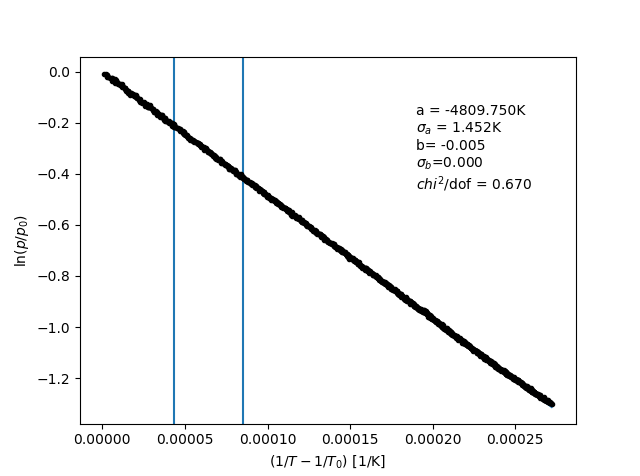 a = -4809.750K
σₐ = 1.452K
b= -0.005
σ_b=0.000
chi²/dof = 0.670
0.0
−0.2
−0.4
−0.6
−0.8
−1.0
−1.2
ln(p/p₀)
0.00000 0.00005 0.00010 0.00015 0.00020 0.00025
(1/T − 1/T₀) [1/K]